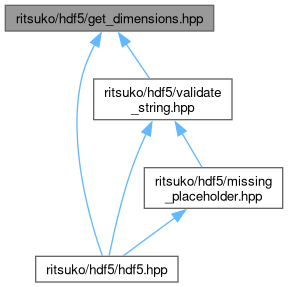 ritsuko/hdf5/get_dimensions.hpp
ritsuko/hdf5/validate
_string.hpp
ritsuko/hdf5/missing
_placeholder.hpp
ritsuko/hdf5/hdf5.hpp